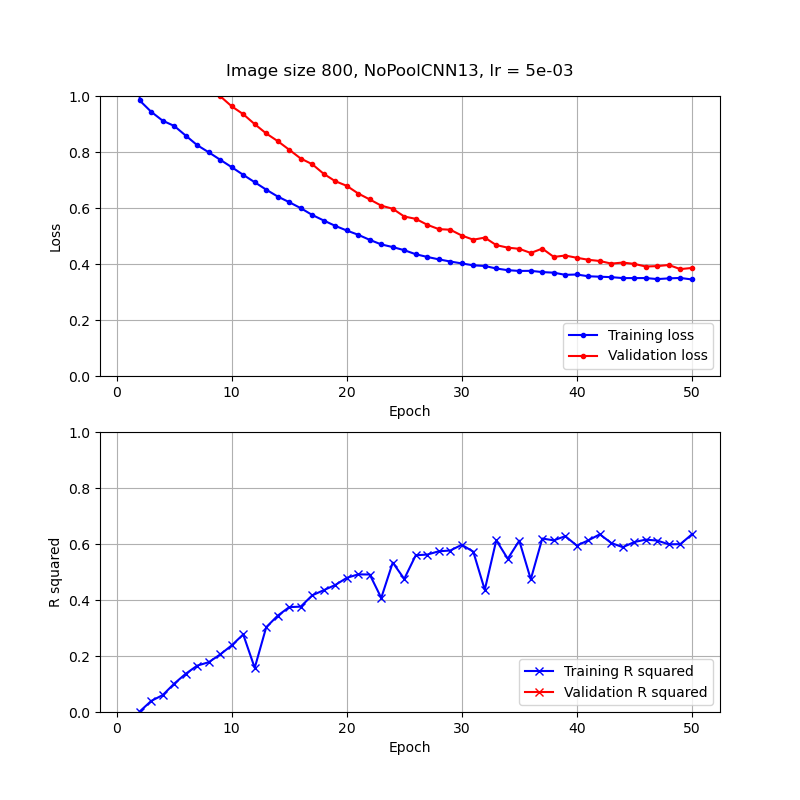 Image size 800, NoPoolCNN13, lr = 5e-03
1.0
0.8
0.6
0.4
0.2
0.0
Loss
Training loss
Validation loss
0 10 20 30 40 50
Epoch
1.0
0.8
0.6
0.4
0.2
0.0
R squared
Training R squared
Validation R squared
0 10 20 30 40 50
Epoch